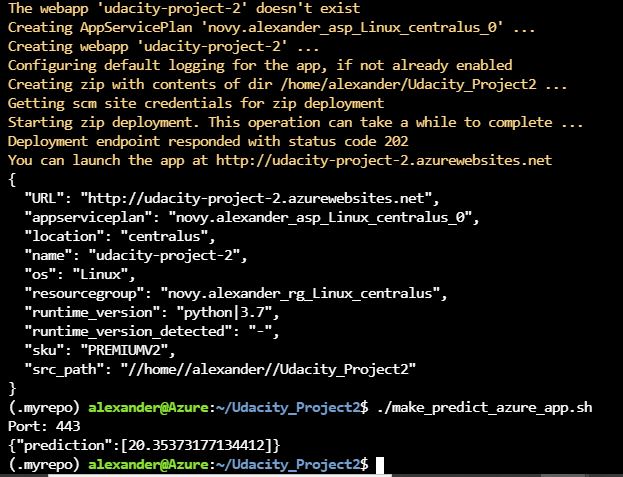 The webapp 'udacity-project-2' doesn't exist
Creating AppServicePlan 'novy.alexander_asp_Linux_centralus_0' ...
Creating webapp 'udacity-project-2' ...
Configuring default logging for the app, if not already enabled
Creating zip with contents of dir /home/alexander/Udacity_Project2 ...
Getting scm site credentials for zip deployment
Starting zip deployment. This operation can take a while to complete ...
Deployment endpoint responded with status code 202
You can launch the app at http://udacity-project-2.azurewebsites.net
{
  "URL": "http://udacity-project-2.azurewebsites.net",
  "appserviceplan": "novy.alexander_asp_Linux_centralus_0",
  "location": "centralus",
  "name": "udacity-project-2",
  "os": "Linux",
  "resourcegroup": "novy.alexander_rg_Linux_centralus",
  "runtime_version": "python|3.7",
  "runtime_version_detected": "-",
  "sku": "PREMIUMV2",
  "src_path": "//home//alexander//Udacity_Project2"
}
(.myrepo) alexander@Azure:~/Udacity_Project2$ ./make_predict_azure_app.sh
Port: 443
{"prediction":[20.35373177134412]}
(.myrepo) alexander@Azure:~/Udacity_Project2$